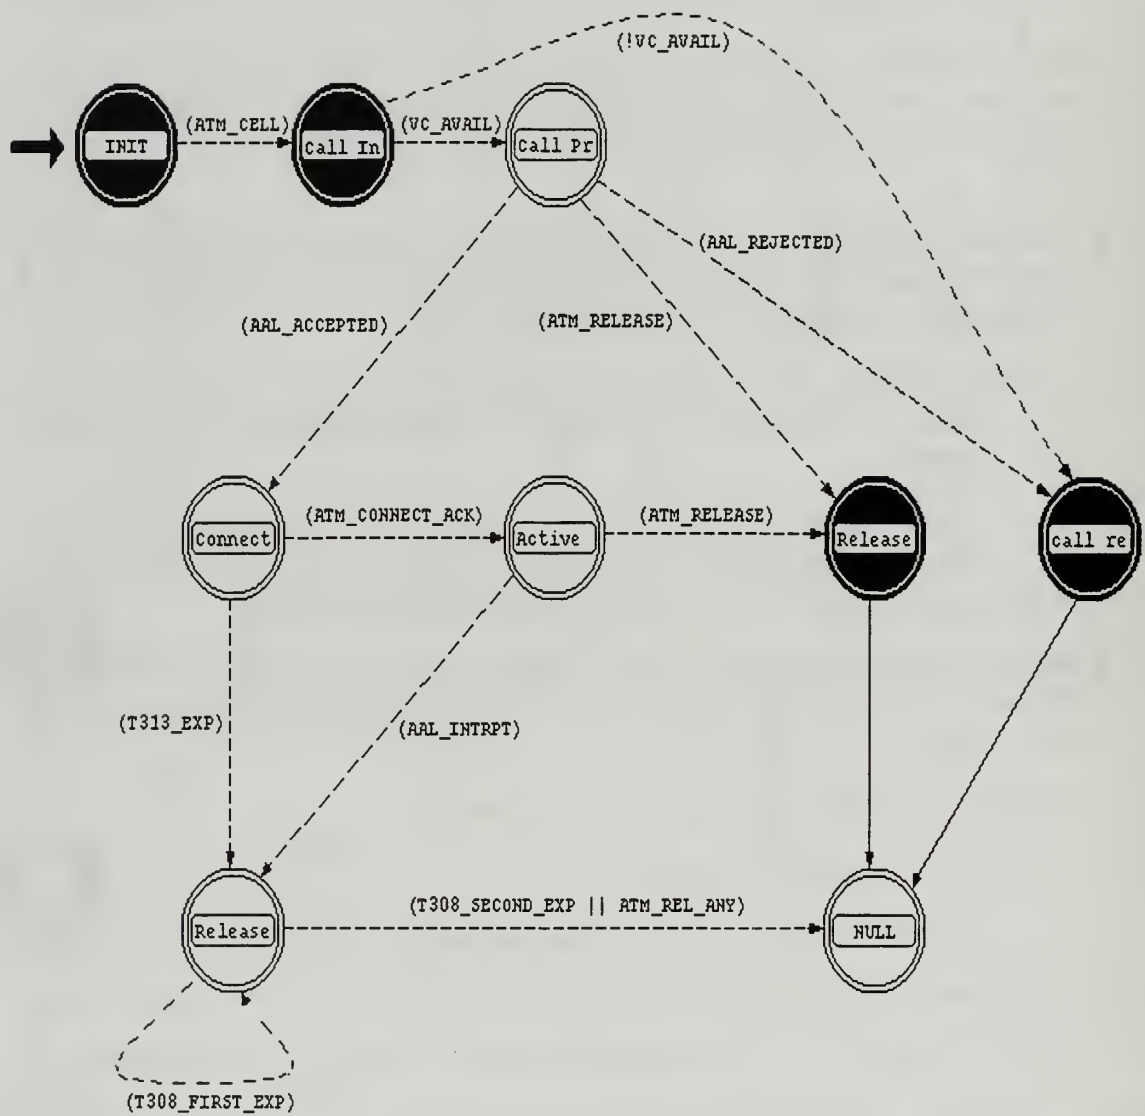 (!VC_AVAIL)
(ATM_CELL)
(VC_AVAIL)
INIT
Call In
Call Pr
(AAL_REJECTED)
(AAL_ACCEPTED)
(ATM_RELEASE)
(ATM_CONNECT_ACK)
(ATM_RELEASE)
Connect
Active
Release
call re
(T313_EXP)
(AAL_INTRPT)
(T308_SECOND_EXP || ATM_REL_ANY)
Release
NULL
(T308_FIRST_EXP)